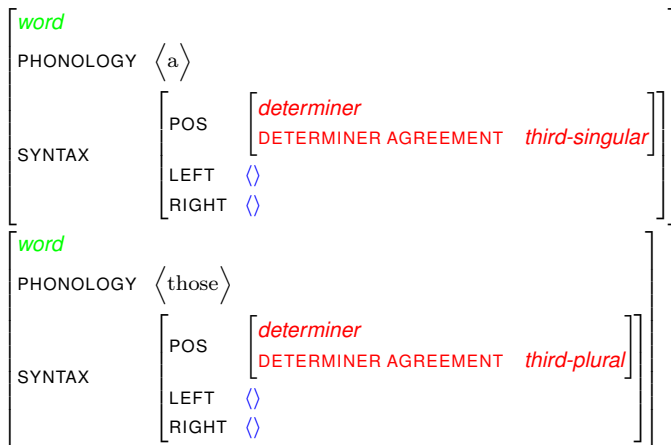 word
PHONOLOGY ⟨a⟩
SYNTAX
POS
determiner
DETERMINER AGREEMENT third-singular
LEFT ⟨⟩
RIGHT ⟨⟩
word
PHONOLOGY ⟨those⟩
SYNTAX
POS
determiner
DETERMINER AGREEMENT third-plural
LEFT ⟨⟩
RIGHT ⟨⟩